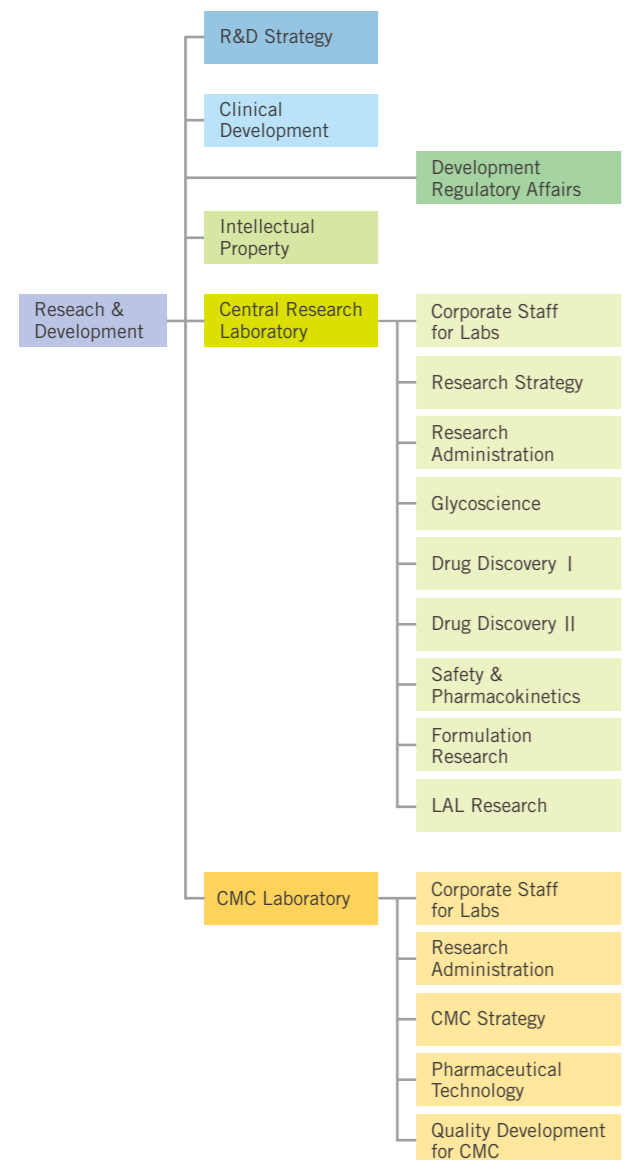 R&D Strategy
Clinical
Development
Development
Regulatory Affairs
Intellectual
Property
Reseach &
Development
Central Research
Laboratory
Corporate Staff
for Labs
Research Strategy
Research
Administration
Glycoscience
Drug Discovery Ⅰ
Drug Discovery Ⅱ
Safety &
Pharmacokinetics
Formulation
Research
LAL Research
CMC Laboratory
Corporate Staff
for Labs
Research
Administration
CMC Strategy
Pharmaceutical
Technology
Quality Development
for CMC